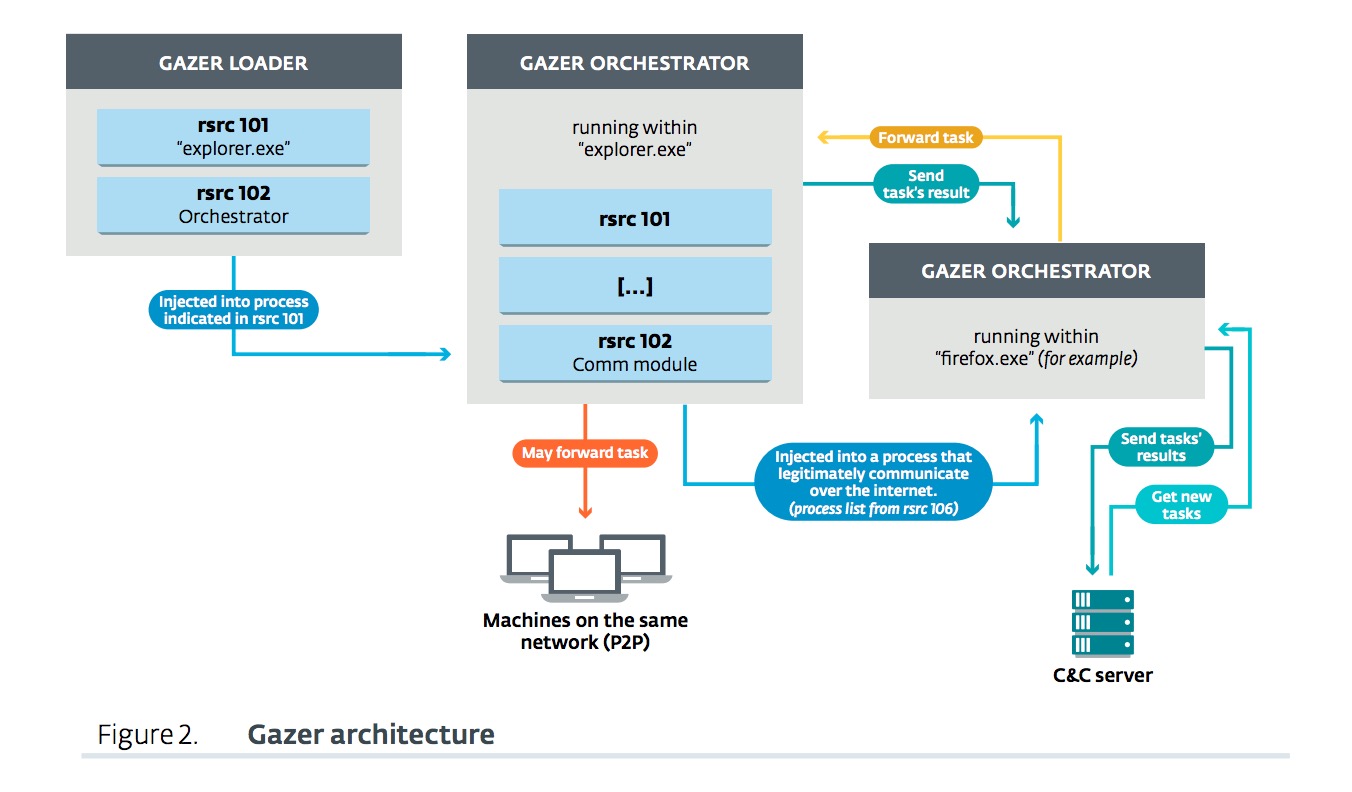 GAZER LOADER
rsrc 101
“explorer.exe”
rsrc 102
Orchestrator
Injected into process
indicated in rsrc 101
GAZER ORCHESTRATOR
running within
“explorer.exe”
rsrc 101
[...]
rsrc 102
Comm module
Forward task
Send
task's result
GAZER ORCHESTRATOR
running within
“firefox.exe” (for example)
May forward task
Injected into a process that
legitimately communicate
over the internet.
(process list from rsrc 106)
Send tasks'
results
Get new
tasks
Machines on the same
network (P2P)
C&C server
Figure 2. Gazer architecture